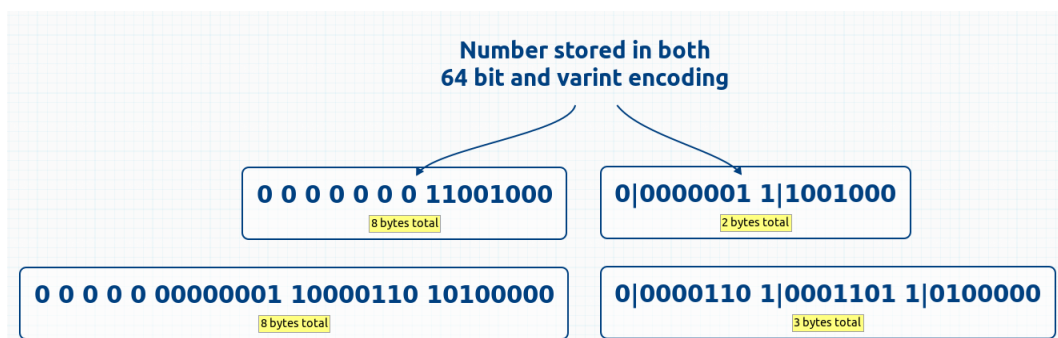 Number stored in both
64 bit and varint encoding
0 0 0 0 0 0 0 11001000
8 bytes total
0|0000001 1|1001000
2 bytes total
0 0 0 0 0 00000001 10000110 10100000
8 bytes total
0|0000110 1|0001101 1|0100000
3 bytes total